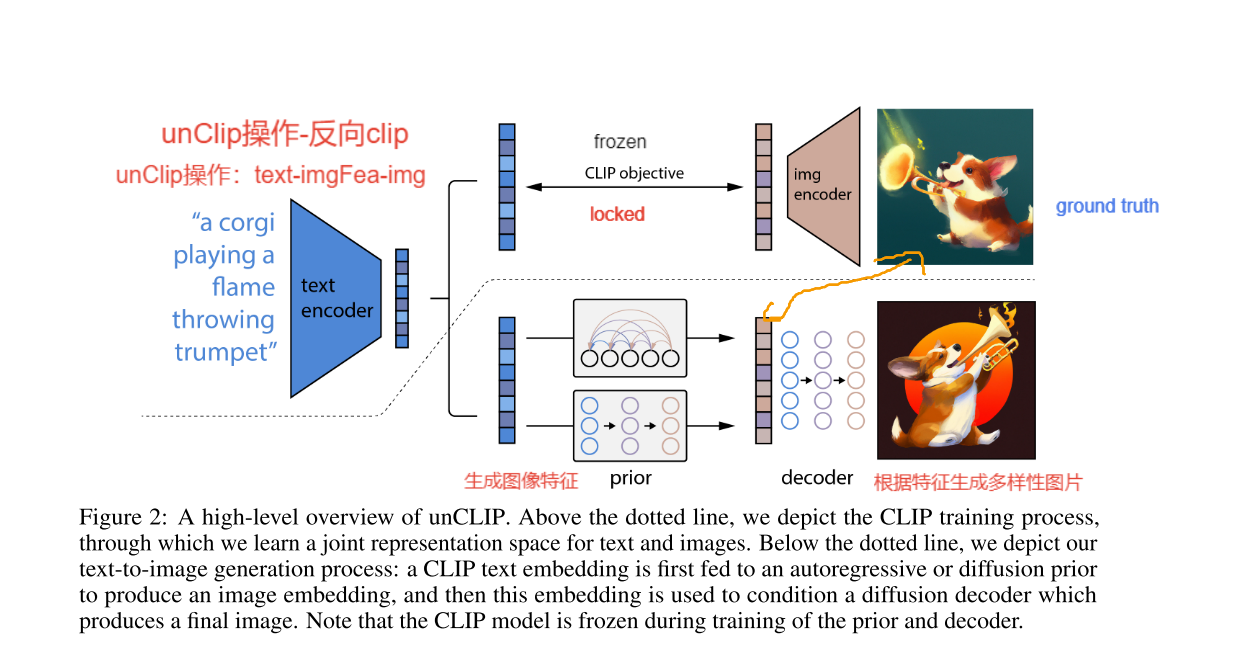 unClip操作-反向clip
unClip操作：text-imgFea-img
“a corgi
playing a
flame
throwing
trumpet”
text
encoder
frozen
CLIP objective
locked
img
encoder
ground truth
生成图像特征
prior
decoder
根据特征生成多样性图片
Figure 2: A high-level overview of unCLIP. Above the dotted line, we depict the CLIP training process,
through which we learn a joint representation space for text and images. Below the dotted line, we depict our
text-to-image generation process: a CLIP text embedding is first fed to an autoregressive or diffusion prior
to produce an image embedding, and then this embedding is used to condition a diffusion decoder which
produces a final image. Note that the CLIP model is frozen during training of the prior and decoder.